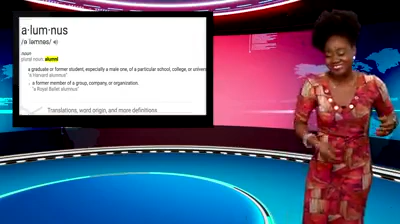 a·lum·nus
/əˈləmnəs/
noun
plural noun: alumni
a graduate or former student, especially a male one, of a particular school, college, or univer
"a Harvard alumnus"
a former member of a group, company, or organization.
"a Royal Ballet alumnus"
Translations, word origin, and more definitions